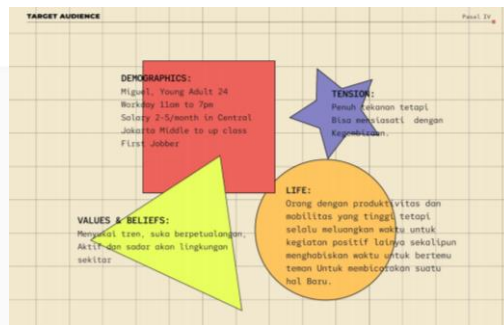 TARGET AUDIENCE
Panel IV
DEMOGRAPHICS:
Miguel, Young Adult 24
Workday 11am to 7pm
Salary 2-5/month in Central
Jakarta Middle to up class
First Jobber
TENSION:
Penuh tekanan tetapi
Bisa mensiasati dengan
Kegembiraan.
LIFE:
Orang dengan produktivitas dan
mobilitas yang tinggi tetapi
selalu meluangkan waktu untuk
kegiatan positif lainya sekalipun
menghabiskan waktu untuk bertemu
teman Untuk membicarakan suatu
hal Baru.
VALUES & BELIEFS:
Menyukai tren, suka berpetualangan,
Aktif dan sadar akan lingkungan
sekitar